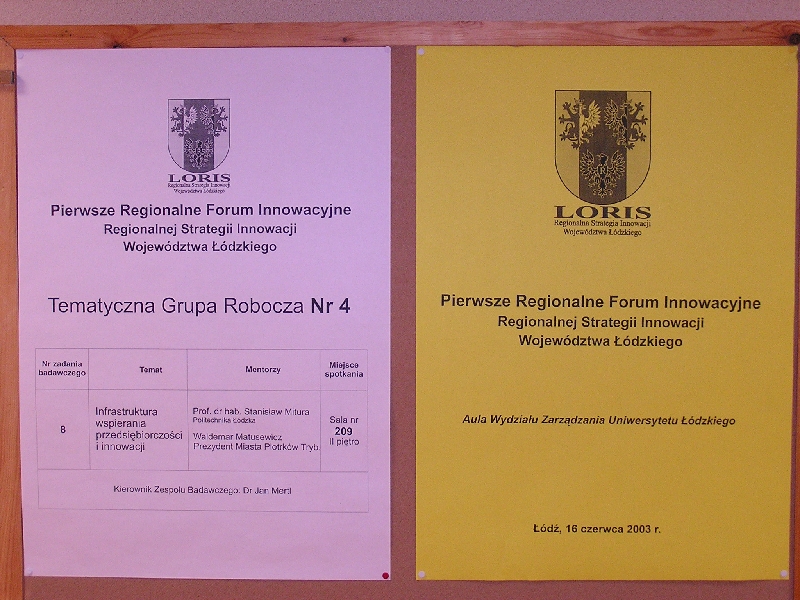 LORIS
Regionalna Strategia Innowacji
Województwa Łódzkiego
Pierwsze Regionalne Forum Innowacyjne
Regionalnej Strategii Innowacji
Województwa Łódzkiego
Tematyczna Grupa Robocza Nr 4
Nr zadania
badawczego
Temat
Mentorzy
Miejsce
spotkania
8
Infrastruktura
wspierania
przedsiębiorczości
i innowacji
Prof. dr hab. Stanisław Mitura
Politechnika Łódzka
Waldemar Matusewicz
Prezydent Miasta Piotrków Tryb.
Sala nr
209
II piętro
Kierownik Zespołu Badawczego: Dr Jan Mertl
LORIS
Regionalna Strategia Innowacji
Województwa Łódzkiego
Pierwsze Regionalne Forum Innowacyjne
Regionalnej Strategii Innowacji
Województwa Łódzkiego
Aula Wydziału Zarządzania Uniwersytetu Łódzkiego
Łódź, 16 czerwca 2003 r.